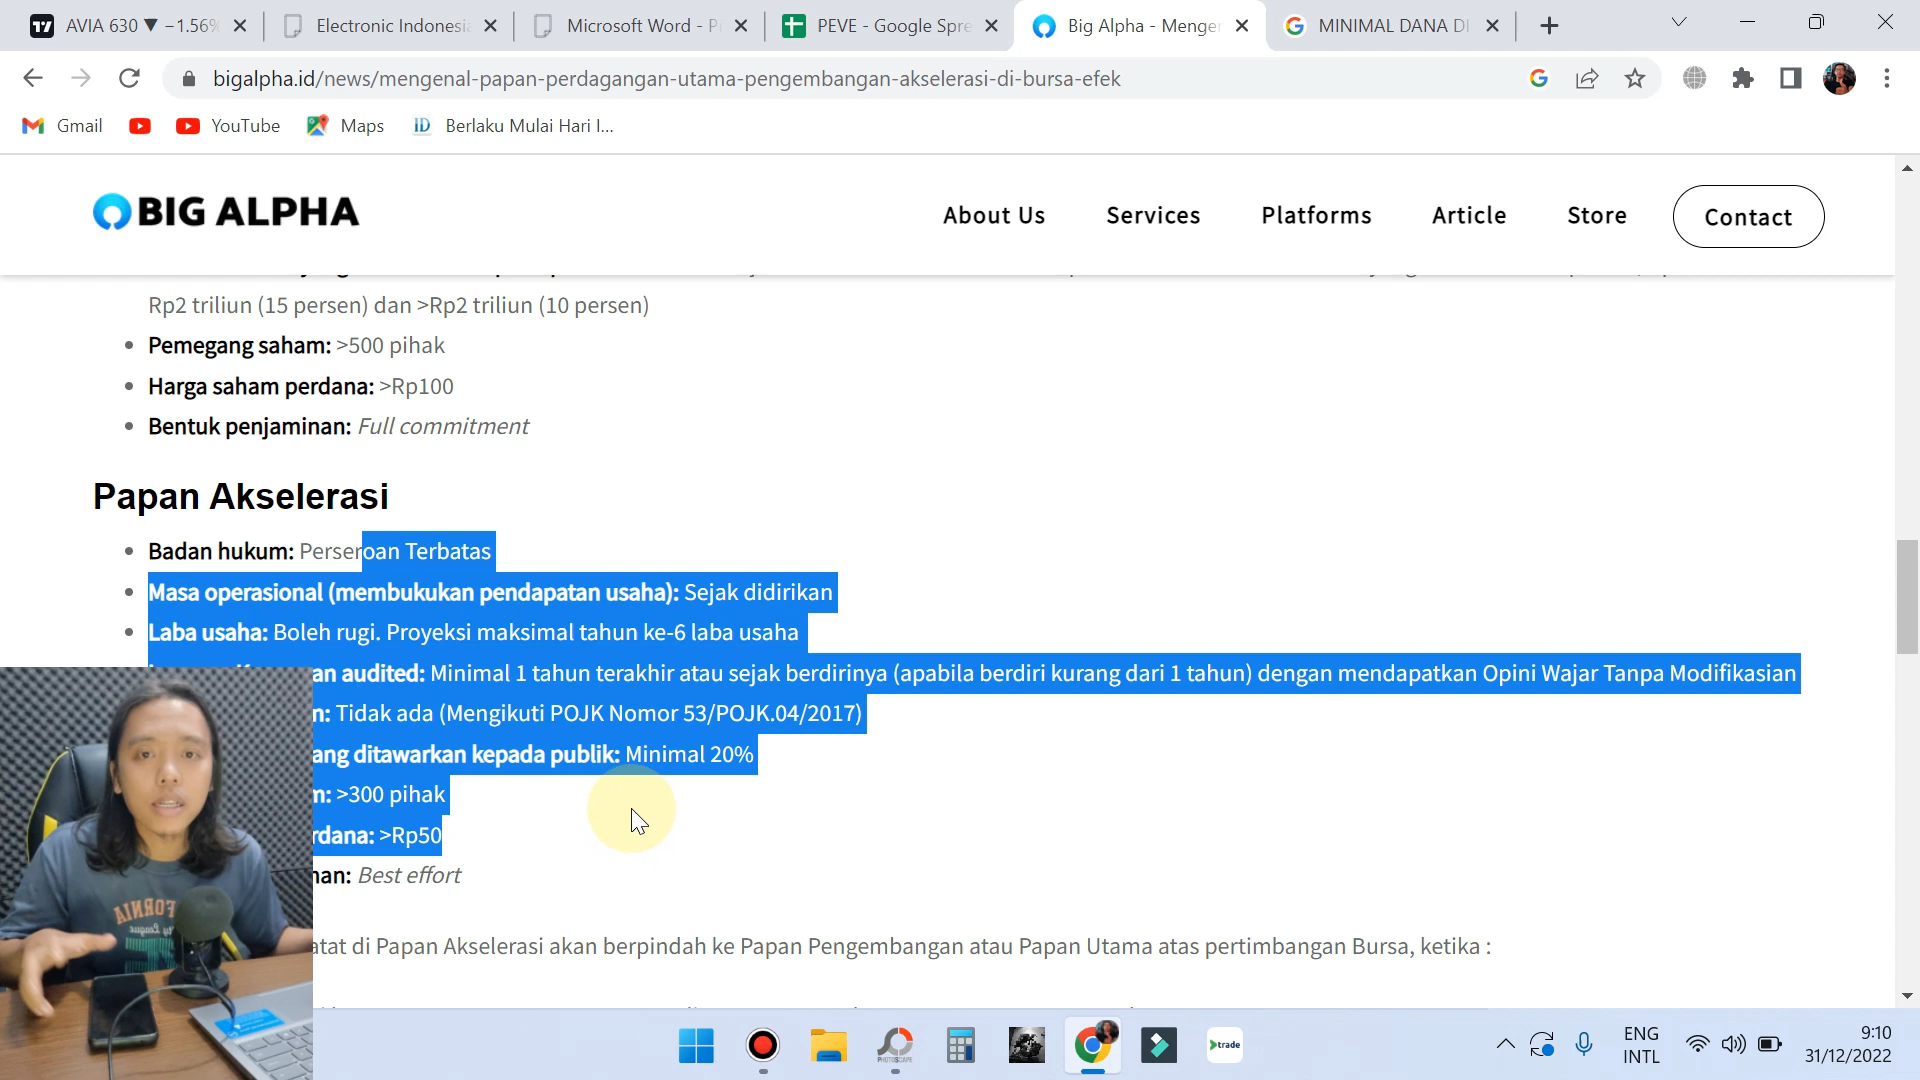 AVIA 630 ▼ −1.56%
Electronic Indonesia
Microsoft Word - P
PEVE - Google Spre
Big Alpha - Menge
MINIMAL DANA DI
bigalpha.id/news/mengenal-papan-perdagangan-utama-pengembangan-akselerasi-di-bursa-efek
Gmail
YouTube
Maps
Berlaku Mulai Hari I...
BIG ALPHA
About Us
Services
Platforms
Article
Store
Contact
Rp2 triliun (15 persen) dan >Rp2 triliun (10 persen)
• Pemegang saham: >500 pihak
• Harga saham perdana: >Rp100
• Bentuk penjaminan: Full commitment
Papan Akselerasi
• Badan hukum: Perseroan Terbatas
• Masa operasional (membukukan pendapatan usaha): Sejak didirikan
• Laba usaha: Boleh rugi. Proyeksi maksimal tahun ke-6 laba usaha
an audited: Minimal 1 tahun terakhir atau sejak berdirinya (apabila berdiri kurang dari 1 tahun) dengan mendapatkan Opini Wajar Tanpa Modifikasian
n: Tidak ada (Mengikuti POJK Nomor 53/POJK.04/2017)
ang ditawarkan kepada publik: Minimal 20%
m: >300 pihak
rdana: >Rp50
nan: Best effort
atat di Papan Akselerasi akan berpindah ke Papan Pengembangan atau Papan Utama atas pertimbangan Bursa, ketika :
PHOTOSCAPE
trade
ENG
INTL
9:10
31/12/2022